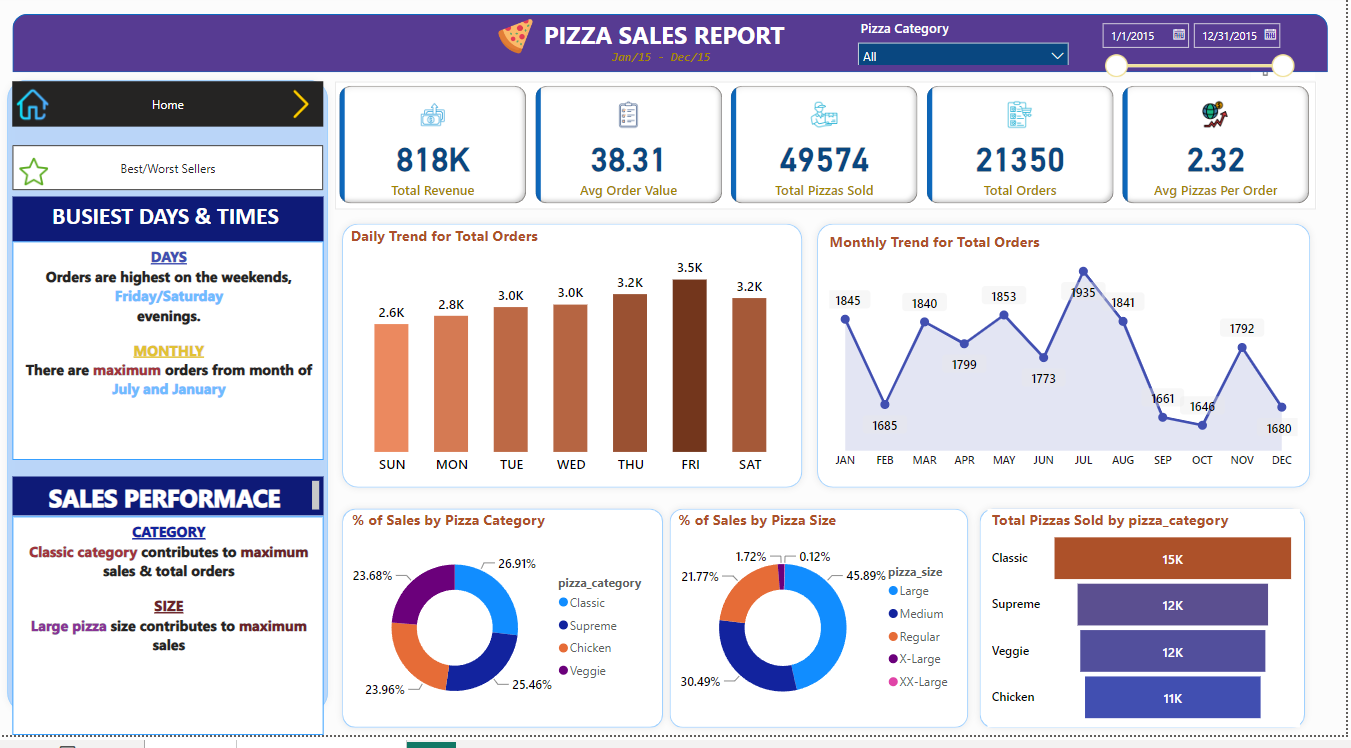 PIZZA SALES REPORT
Jan/15 - Dec/15
Pizza Category
All
1/1/2015
12/31/2015
Home
Best/Worst Sellers
BUSIEST DAYS & TIMES
DAYS
Orders are highest on the weekends,
Friday/Saturday
evenings.
MONTHLY
There are maximum orders from month of
July and January
SALES PERFORMACE
CATEGORY
Classic category contributes to maximum
sales & total orders
SIZE
Large pizza size contributes to maximum
sales
818K
Total Revenue
38.31
Avg Order Value
49574
Total Pizzas Sold
21350
Total Orders
2.32
Avg Pizzas Per Order
Daily Trend for Total Orders
2.6K
2.8K
3.0K
3.0K
3.2K
3.5K
3.2K
SUN MON TUE WED THU FRI SAT
Monthly Trend for Total Orders
1845
1685
1840
1799
1853
1773
1935
1841
1661
1646
1792
1680
JAN FEB MAR APR MAY JUN JUL AUG SEP OCT NOV DEC
% of Sales by Pizza Category
26.91%
25.46%
23.96%
23.68%
pizza_category
Classic
Supreme
Chicken
Veggie
% of Sales by Pizza Size
1.72%
0.12%
45.89%
21.77%
30.49%
pizza_size
Large
Medium
Regular
X-Large
XX-Large
Total Pizzas Sold by pizza_category
Classic 15K
Supreme 12K
Veggie 12K
Chicken 11K